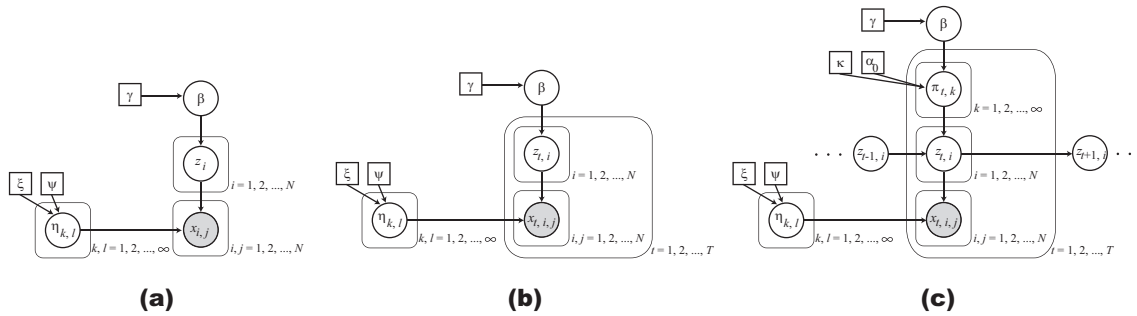 γ
β
z i
i = 1, 2, ..., N
ξ
ψ
η k, l
k, l = 1, 2, ..., ∞
x i, j
i, j = 1, 2, ..., N
(a)
γ
β
z t, i
i = 1, 2, ..., N
ξ
ψ
η k, l
k, l = 1, 2, ..., ∞
x t, i, j
i, j = 1, 2, ..., N
t = 1, 2, ..., T
(b)
γ
β
κ
α 0
π t, k
k = 1, 2, ..., ∞
. . .
z t-1, i
z t, i
z t+1, i
. . .
i = 1, 2, ..., N
ξ
ψ
η k, l
k, l = 1, 2, ..., ∞
x t, i, j
i, j = 1, 2, ..., N
t = 1, 2, ..., T
(c)